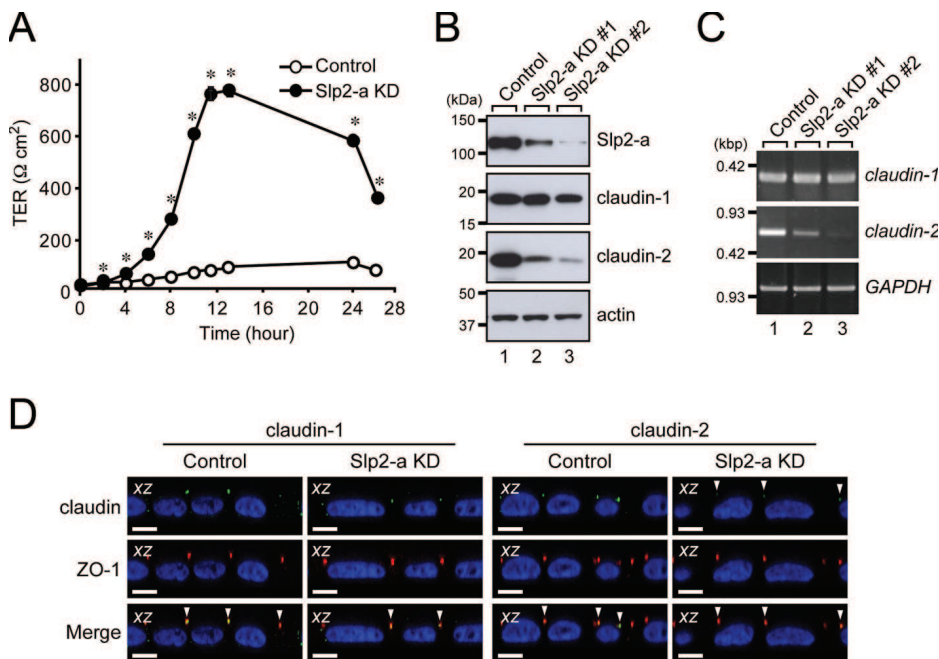 A
TER (Ω cm2)
800
600
400
200
0
0 4 8 12 16 20 24 28
Time (hour)
Control
Slp2-a KD
* * * * * * * * * *
B
Control
Slp2-a KD #1
Slp2-a KD #2
(kDa)
150
100
Slp2-a
20
15
claudin-1
20
claudin-2
50
37
actin
1 2 3
C
Control
Slp2-a KD #1
Slp2-a KD #2
(kbp)
0.42
claudin-1
0.93
0.42
claudin-2
0.93
GAPDH
1 2 3
D
claudin-1 claudin-2
Control Slp2-a KD Control Slp2-a KD
claudin xz xz xz xz
ZO-1 xz xz xz xz
Merge xz xz xz xz